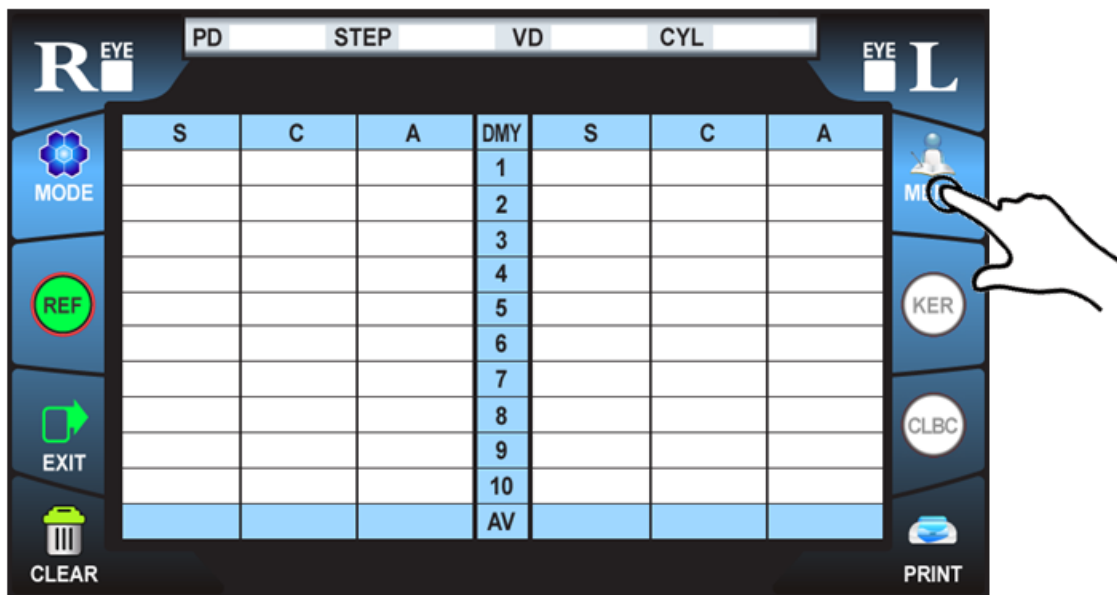 R EYE PD STEP VD CYL EYE L
S C A DMY S C A
MODE
1
2
3
4
REF 5 KER
6
7
8 CLBC
9
EXIT
10
AV
CLEAR PRINT